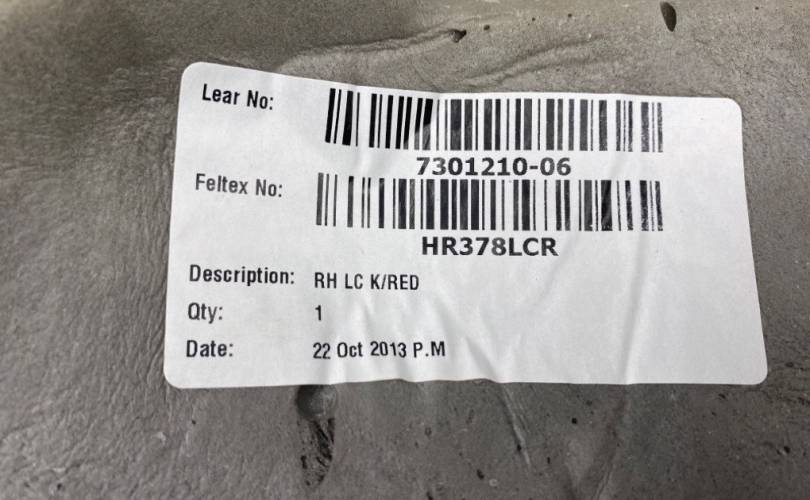 Lear No:
7301210-06
Feltex No:
HR378LCR
Description: RH LC K/RED
Qty: 1
Date: 22 Oct 2013 P.M